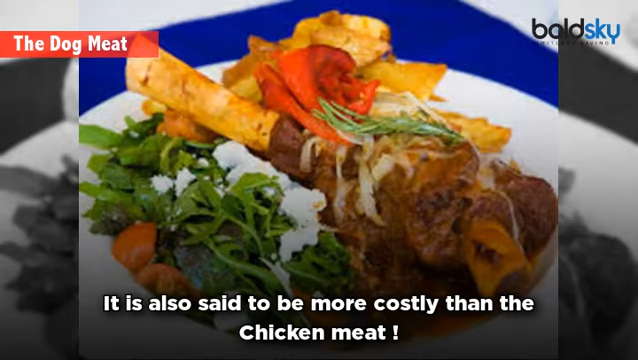 The Dog Meat
boldsky
It is also said to be more costly than the
Chicken meat !